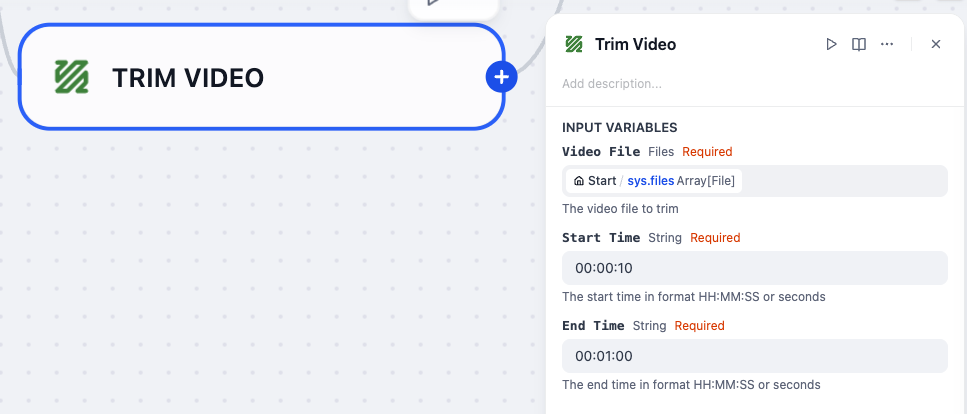 TRIM VIDEO
Trim Video
Add description...
INPUT VARIABLES
Video File Files Required
Start / sys.files Array[File]
The video file to trim
Start Time String Required
00:00:10
The start time in format HH:MM:SS or seconds
End Time String Required
00:01:00
The end time in format HH:MM:SS or seconds